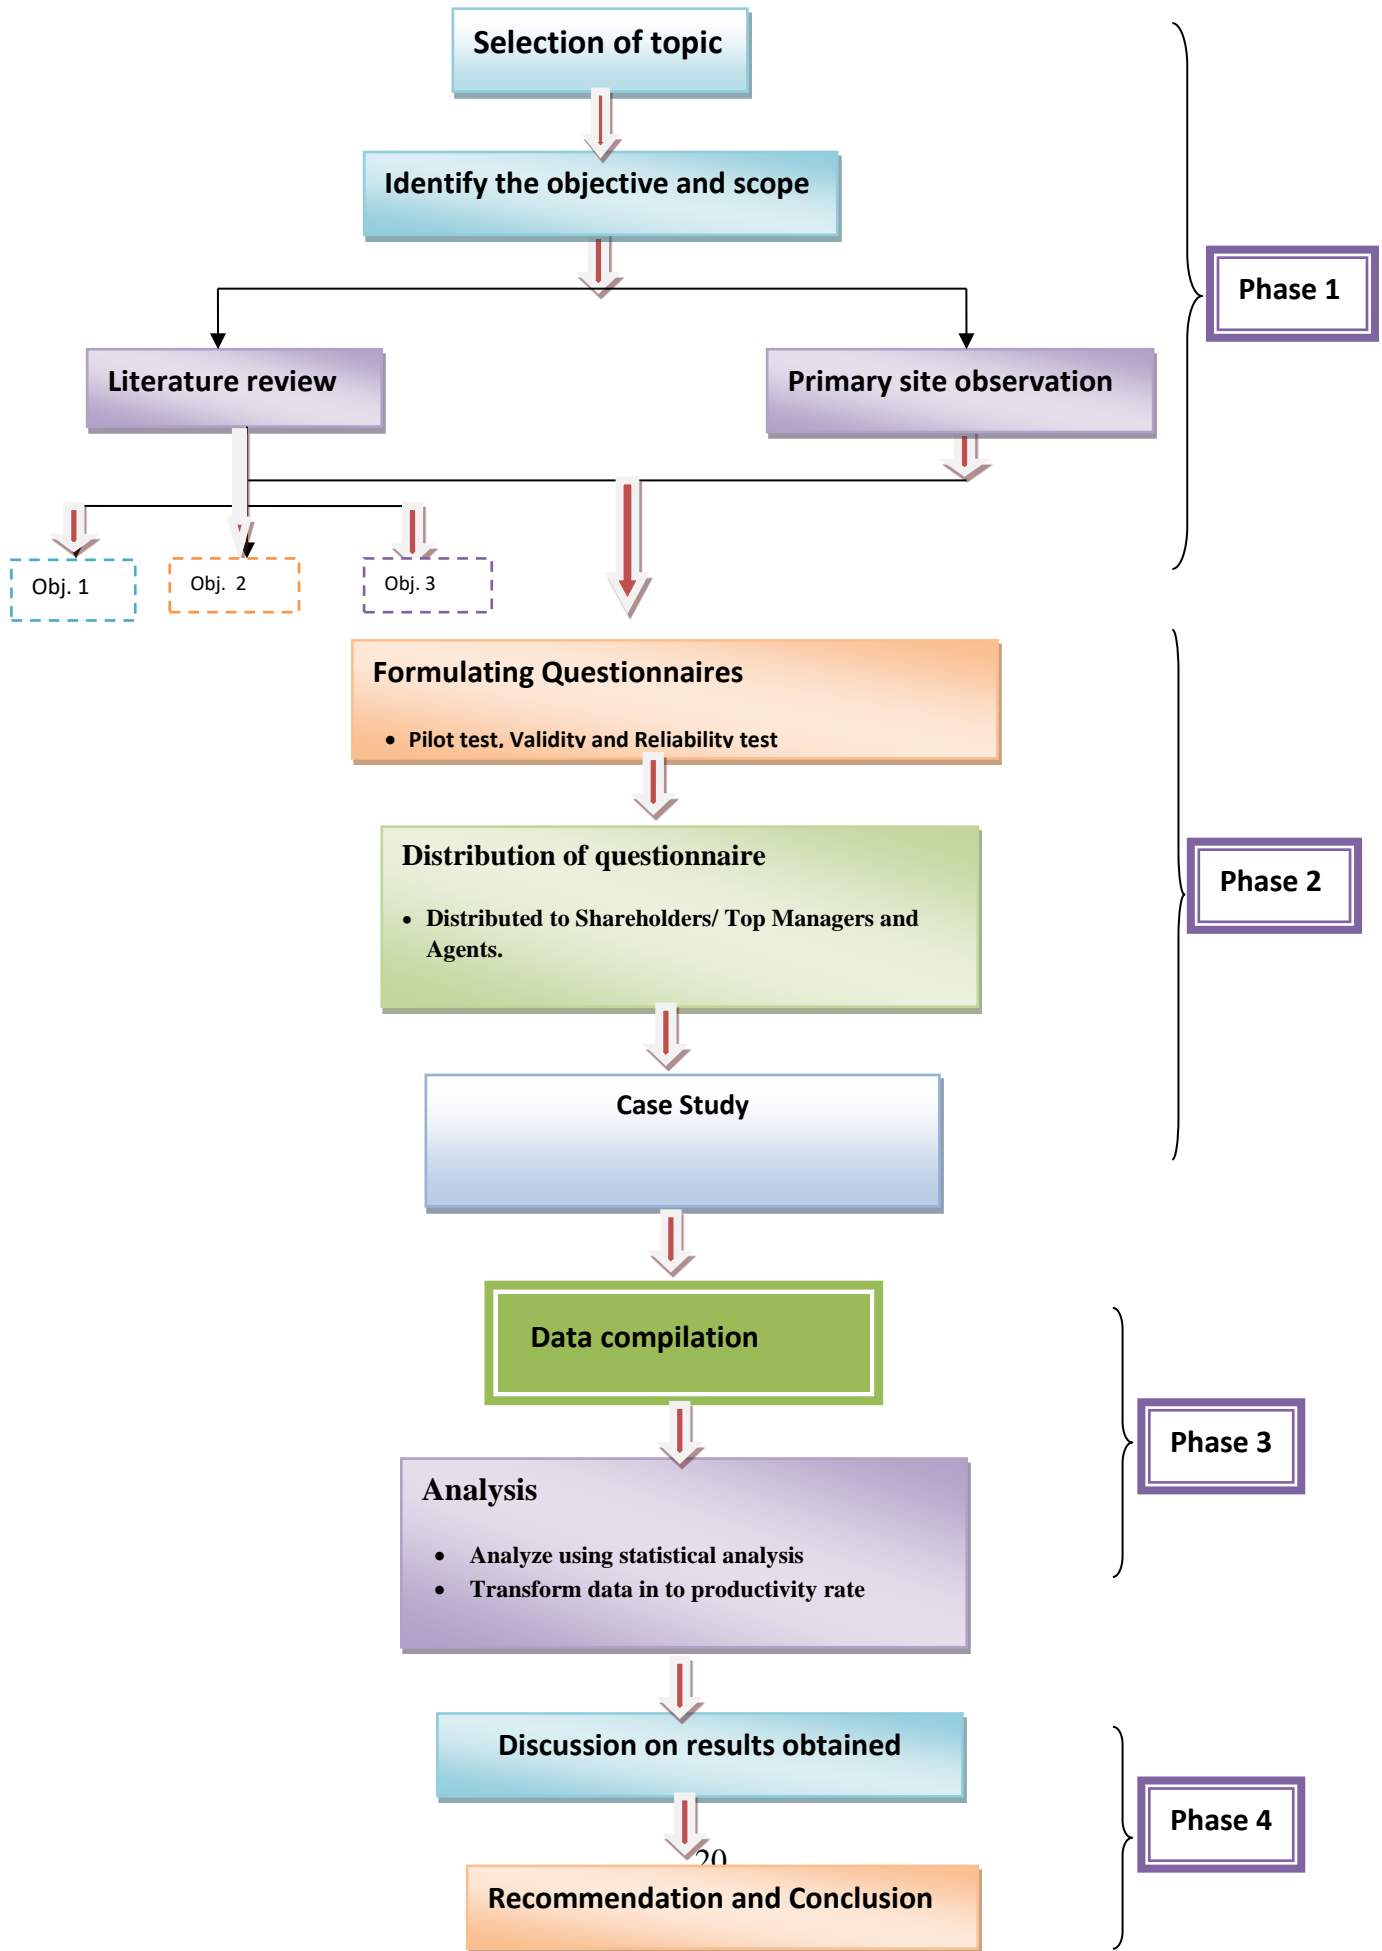 Selection of topic
Identify the objective and scope
Phase 1
Literature review
Primary site observation
Obj. 1
Obj. 2
Obj. 3
Formulating Questionnaires
• Pilot test, Validity and Reliability test
Distribution of questionnaire
• Distributed to Shareholders/ Top Managers and
Agents.
Phase 2
Case Study
Data compilation
Phase 3
Analysis
• Analyze using statistical analysis
• Transform data in to productivity rate
Discussion on results obtained
Phase 4
20
Recommendation and Conclusion